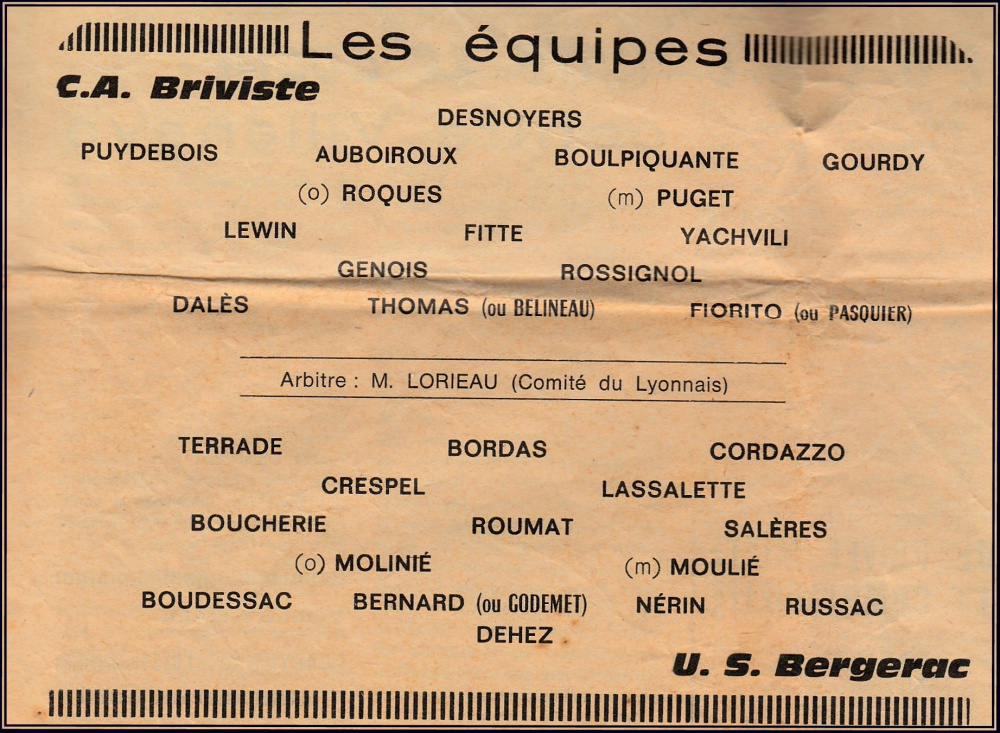 Les équipes
C.A. Briviste
DESNOYERS
PUYDEBOIS AUBOIROUX BOULPIQUANTE GOURDY
(o) ROQUES (m) PUGET
LEWIN FITTE YACHVILI
GENOIS ROSSIGNOL
DALÈS THOMAS (ou BELINEAU) FIORITO (ou PASQUIER)
Arbitre : M. LORIEAU (Comité du Lyonnais)
TERRADE BORDAS CORDAZZO
CRESPEL LASSALETTE
BOUCHERIE ROUMAT SALÈRES
(o) MOLINIÉ (m) MOULIÉ
BOUDESSAC BERNARD (ou GODEMET) NÉRIN RUSSAC
DEHEZ
U. S. Bergerac